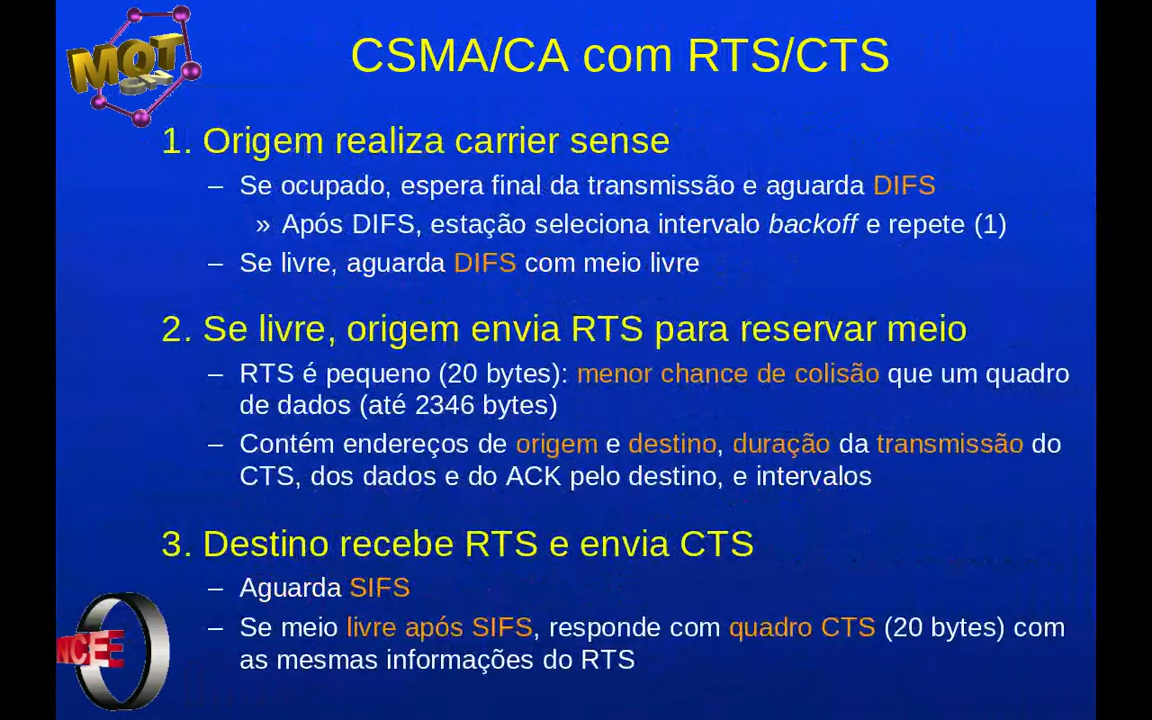 MQT
CSMA/CA com RTS/CTS
1. Origem realiza carrier sense
– Se ocupado, espera final da transmissão e aguarda DIFS
» Após DIFS, estação seleciona intervalo backoff e repete (1)
– Se livre, aguarda DIFS com meio livre
2. Se livre, origem envia RTS para reservar meio
– RTS é pequeno (20 bytes): menor chance de colisão que um quadro
de dados (até 2346 bytes)
– Contém endereços de origem e destino, duração da transmissão do
CTS, dos dados e do ACK pelo destino, e intervalos
3. Destino recebe RTS e envia CTS
– Aguarda SIFS
– Se meio livre após SIFS, responde com quadro CTS (20 bytes) com
as mesmas informações do RTS